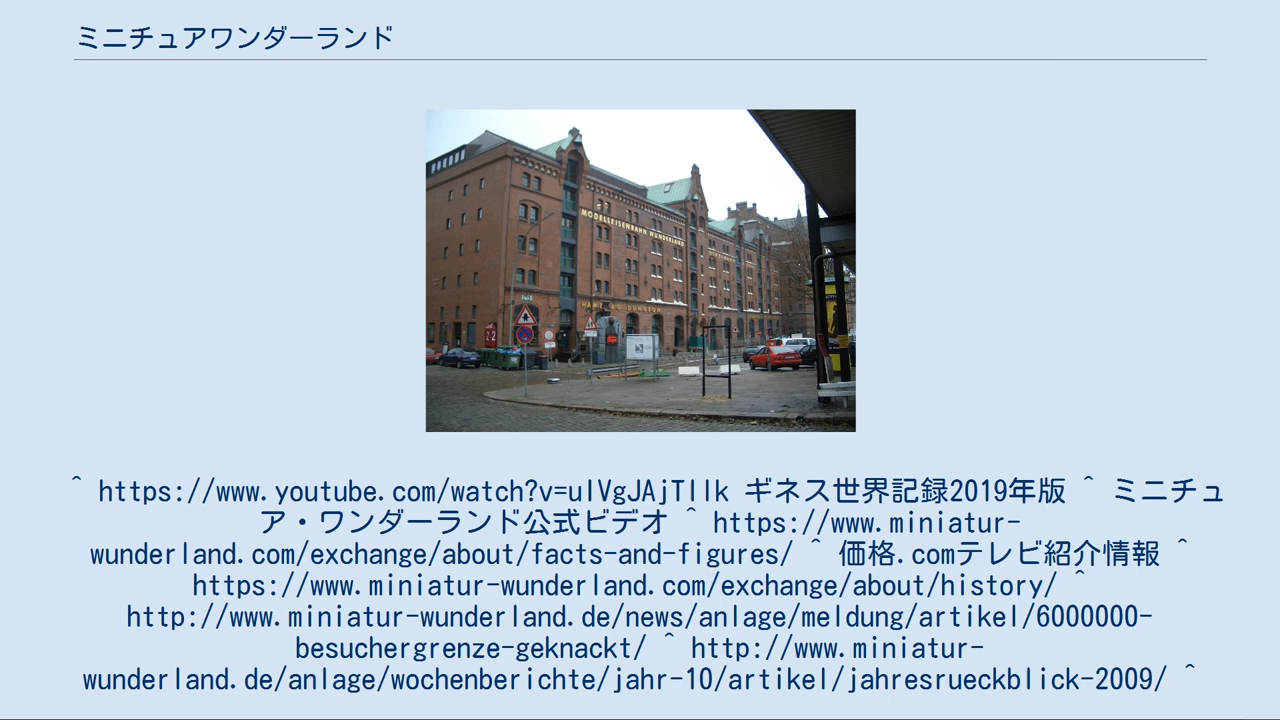 ミニチュアワンダーランド
MODELLEISENBAHN WUNDERLAND
^ https://www.youtube.com/watch?v=uIVgJAjTIlk ギネス世界記録2019年版 ^ ミニチュ
ア・ワンダーランド公式ビデオ ^ https://www.miniatur-
wunderland.com/exchange/about/facts-and-figures/ ^ 価格.comテレビ紹介情報 ^
https://www.miniatur-wunderland.com/exchange/about/history/ ^
http://www.miniatur-wunderland.de/news/anlage/meldung/artikel/6000000-
besuchergrenze-geknackt/ ^ http://www.miniatur-
wunderland.de/anlage/wochenberichte/jahr-10/artikel/jahresrueckblick-2009/ ^